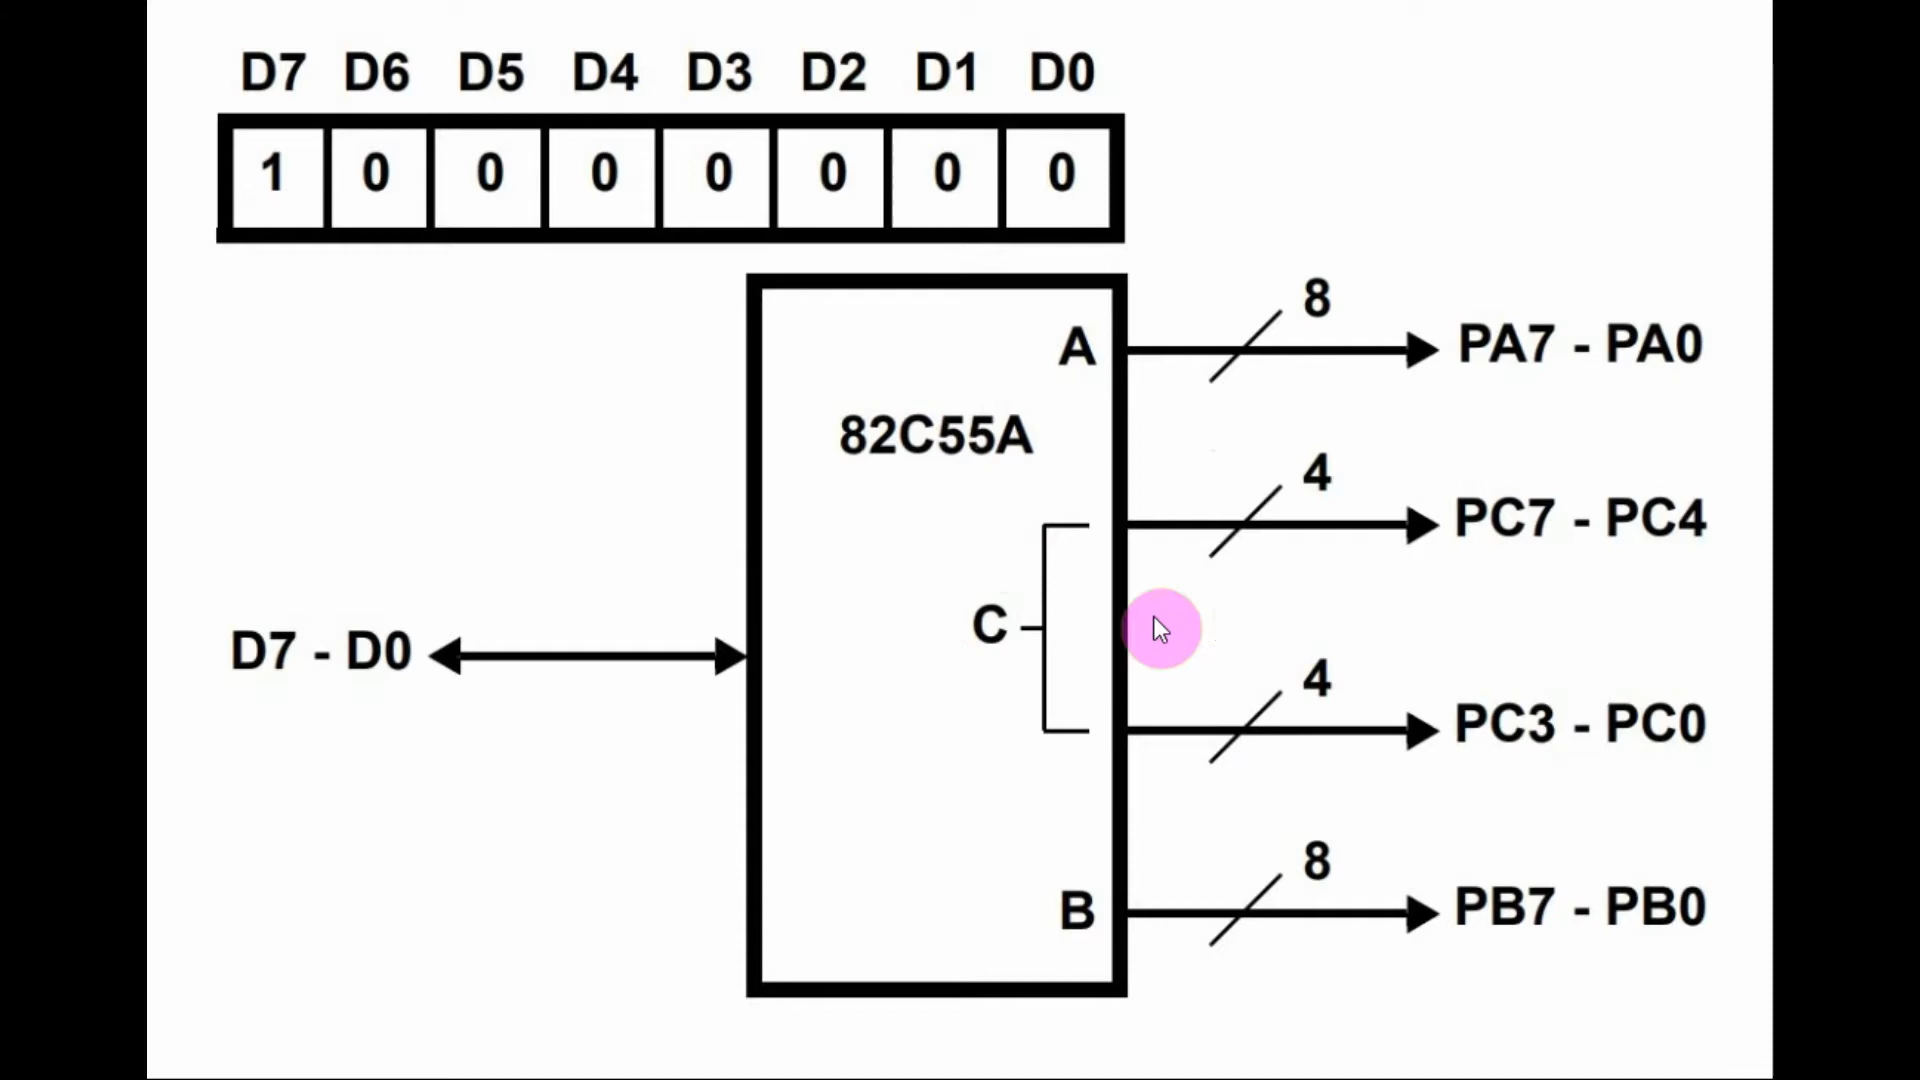 D7 D6 D5 D4 D3 D2 D1 D0
1 0 0 0 0 0 0 0
8
A
PA7 - PA0
82C55A
4
PC7 - PC4
C
D7 - D0
4
PC3 - PC0
8
B
PB7 - PB0